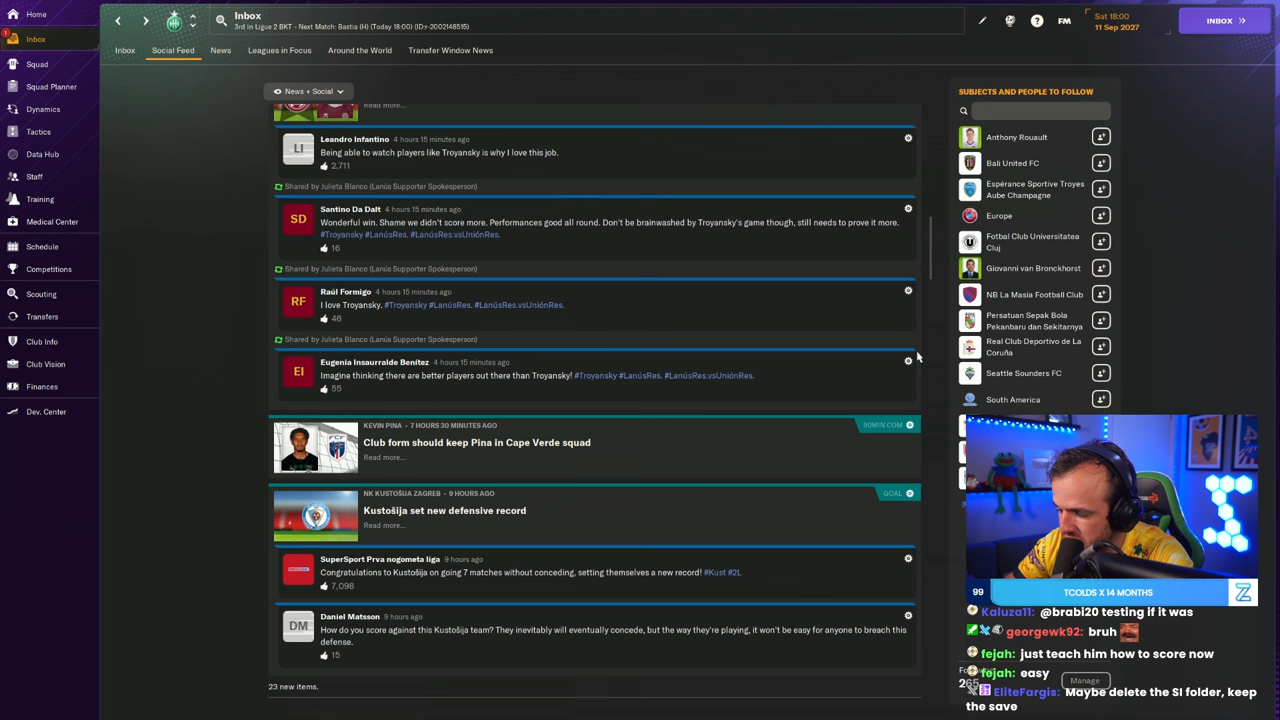 Home
Inbox
1
Inbox
Squad
Squad Planner
Dynamics
Tactics
Data Hub
Staff
Training
Medical Center
Schedule
Competitions
Scouting
Transfers
Club Info
Club Vision
Finances
Dev. Center
Inbox
3rd in Ligue 2 BKT - Next Match: Bastia (H) (Today 18:00) (ID:r-2002148515)
FM
Sat 18:00
11 Sep 2027
INBOX
Inbox
Social Feed
News
Leagues in Focus
Around the World
Transfer Window News
News + Social
Read more...
LI
Leandro Infantino 4 hours 15 minutes ago
Being able to watch players like Troyansky is why I love this job.
2,711
Shared by Julieta Blanco (Lanús Supporter Spokesperson)
SD
Santino Da Dalt 4 hours 15 minutes ago
Wonderful win. Shame we didn't score more. Performances good all round. Don't be brainwashed by Troyansky's game though, still needs to prove it more.
#Troyansky #LanúsRes. #LanúsRes.vsUniónRes.
16
Shared by Julieta Blanco (Lanús Supporter Spokesperson)
RF
Raúl Formigo 4 hours 15 minutes ago
I love Troyansky. #Troyansky #LanúsRes. #LanúsRes.vsUniónRes.
46
Shared by Julieta Blanco (Lanús Supporter Spokesperson)
EI
Eugenia Insaurralde Benítez 4 hours 15 minutes ago
Imagine thinking there are better players out there than Troyansky! #Troyansky #LanúsRes. #LanúsRes.vsUniónRes.
55
KEVIN PINA - 7 HOURS 30 MINUTES AGO
90MIN.COM
Club form should keep Pina in Cape Verde squad
Read more...
NK KUSTOŠIJA ZAGREB - 9 HOURS AGO
GOAL
Kustošija set new defensive record
Read more...
SuperSport Prva nogometa liga 9 hours ago
Congratulations to Kustošija on going 7 matches without conceding, setting themselves a new record! #Kust #2L
7,098
DM
Daniel Matsson 9 hours ago
How do you score against this Kustošija team? They inevitably will eventually concede, but the way they're playing, it won't be easy for anyone to breach this
defense.
15
23 new items.
SUBJECTS AND PEOPLE TO FOLLOW
Anthony Rouault
Bali United FC
Espérance Sportive Troyes
Aube Champagne
Europe
Fotbal Club Universitatea
Cluj
Giovanni van Bronckhorst
NB La Masia Football Club
Persatuan Sepak Bola
Pekanbaru dan Sekitarnya
Real Club Deportivo de La
Coruña
Seattle Sounders FC
South America
99
TCOLDS X 14 MONTHS
Kaluza11: @brabi20 testing if it was
georgewk92: bruh
fejah: just teach him how to score now
fejah: easy
265
Manage
EliteFargis: Maybe delete the SI folder, keep
the save